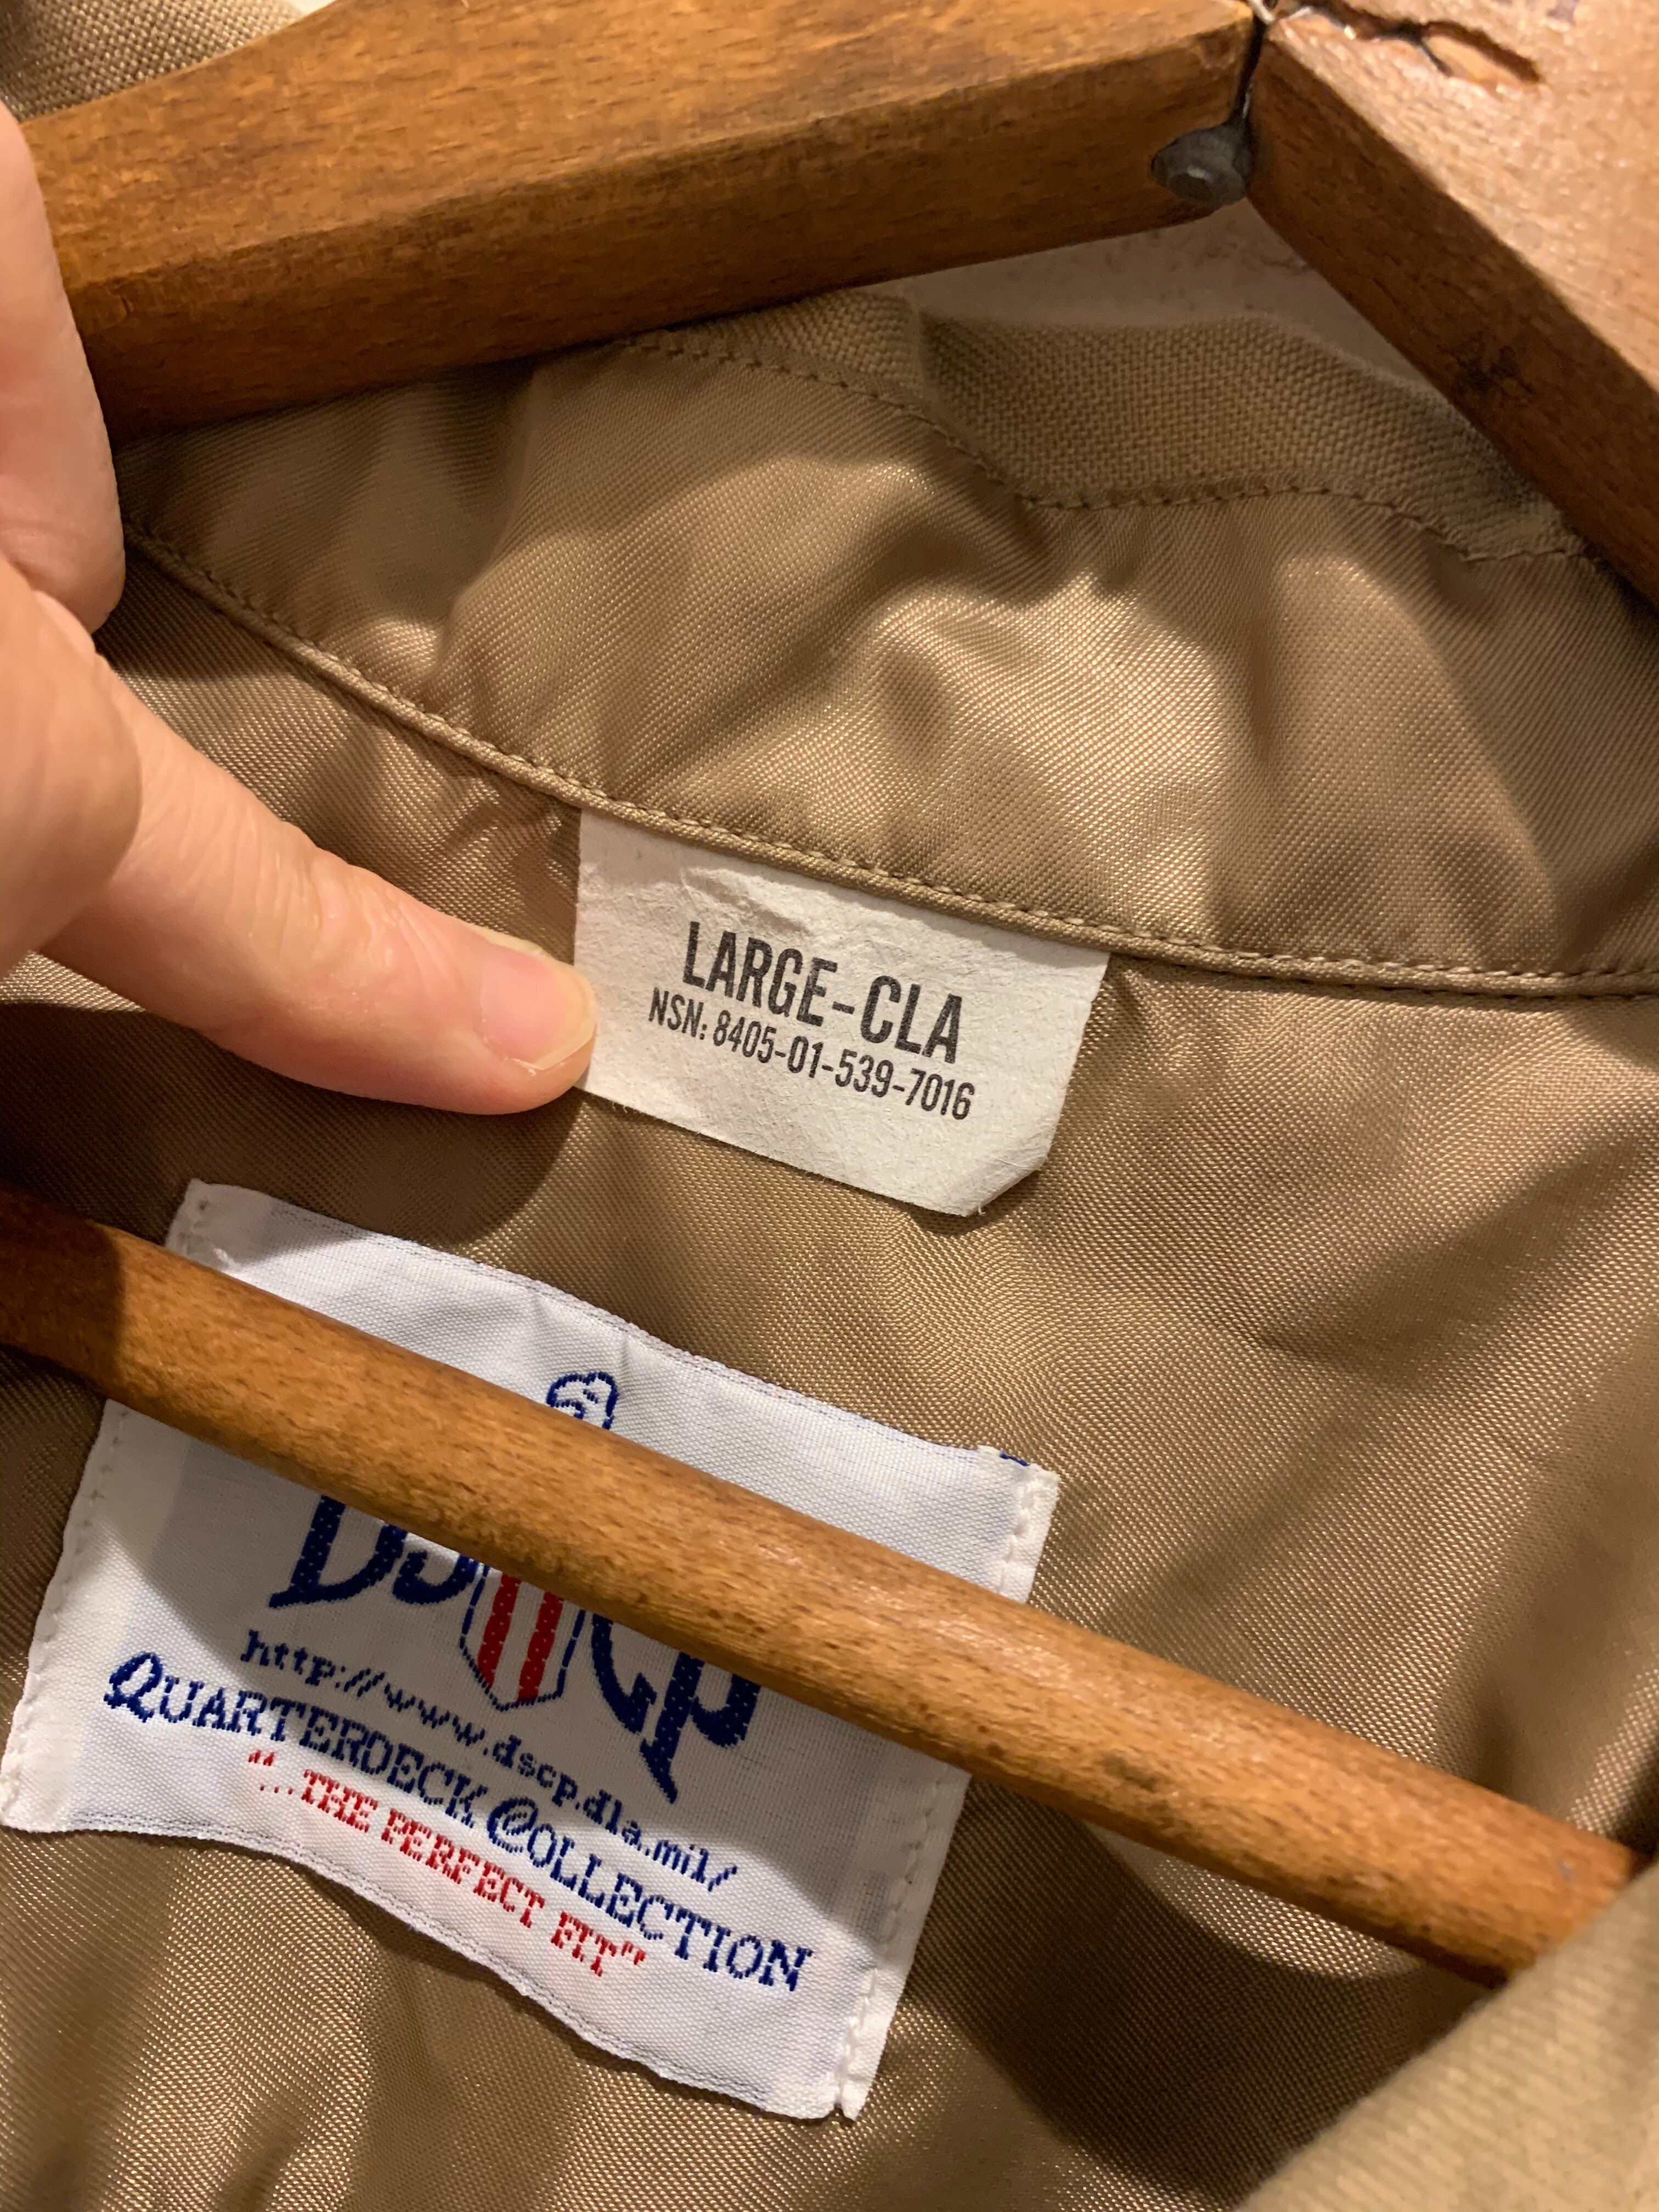 LARGE-CLA
NSN: 8405-01-539-7016
http://www.dscp.dla.mil/
QUARTERDECK COLLECTION
"...THE PERFECT FIT"